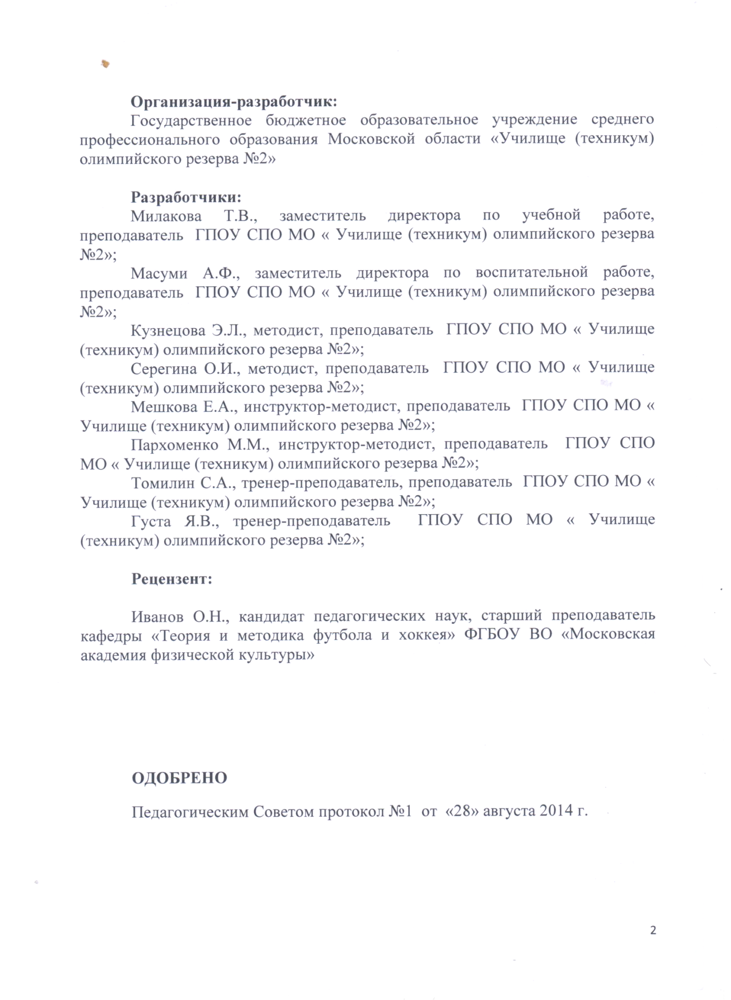 Организация-разработчик:
Государственное бюджетное образовательное учреждение среднего
профессионального образования Московской области «Училище (техникум)
олимпийского резерва №2»
Разработчики:
Милакова Т.В., заместитель директора по учебной работе,
преподаватель ГПОУ СПО МО « Училище (техникум) олимпийского резерва
№2»;
Масуми А.Ф., заместитель директора по воспитательной работе,
преподаватель ГПОУ СПО МО « Училище (техникум) олимпийского резерва
№2»;
Кузнецова Э.Л., методист, преподаватель ГПОУ СПО МО « Училище
(техникум) олимпийского резерва №2»;
Серегина О.И., методист, преподаватель ГПОУ СПО МО « Училище
(техникум) олимпийского резерва №2»;
Мешкова Е.А., инструктор-методист, преподаватель ГПОУ СПО МО «
Училище (техникум) олимпийского резерва №2»;
Пархоменко М.М., инструктор-методист, преподаватель ГПОУ СПО
МО « Училище (техникум) олимпийского резерва №2»;
Томилин С.А., тренер-преподаватель, преподаватель ГПОУ СПО МО «
Училище (техникум) олимпийского резерва №2»;
Густа Я.В., тренер-преподаватель ГПОУ СПО МО « Училище
(техникум) олимпийского резерва №2»;
Рецензент:
Иванов О.Н., кандидат педагогических наук, старший преподаватель
кафедры «Теория и методика футбола и хоккея» ФГБОУ ВО «Московская
академия физической культуры»
ОДОБРЕНО
Педагогическим Советом протокол №1 от «28» августа 2014 г.
2